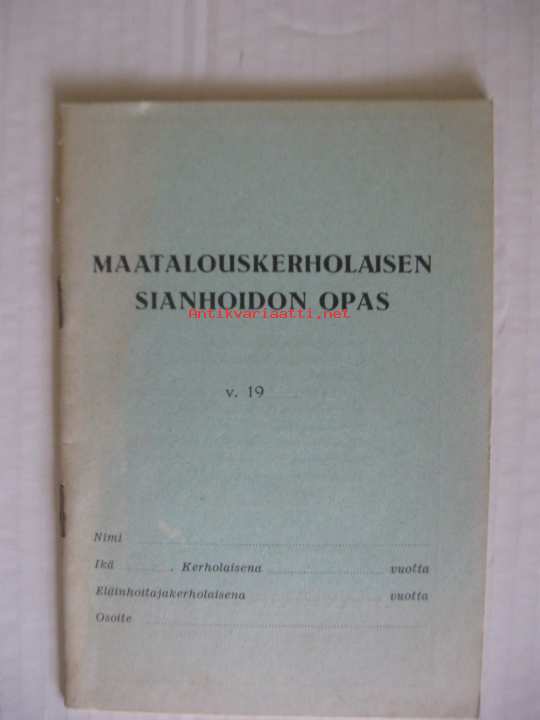 MAATALOUSKERHOLAISEN
SIANHOIDON OPAS
Antikvariaatti.net
v. 19
Nimi
Ikä . Kerholaisena vuotta
Eläinhoitajakerholaisena vuotta
Osoite